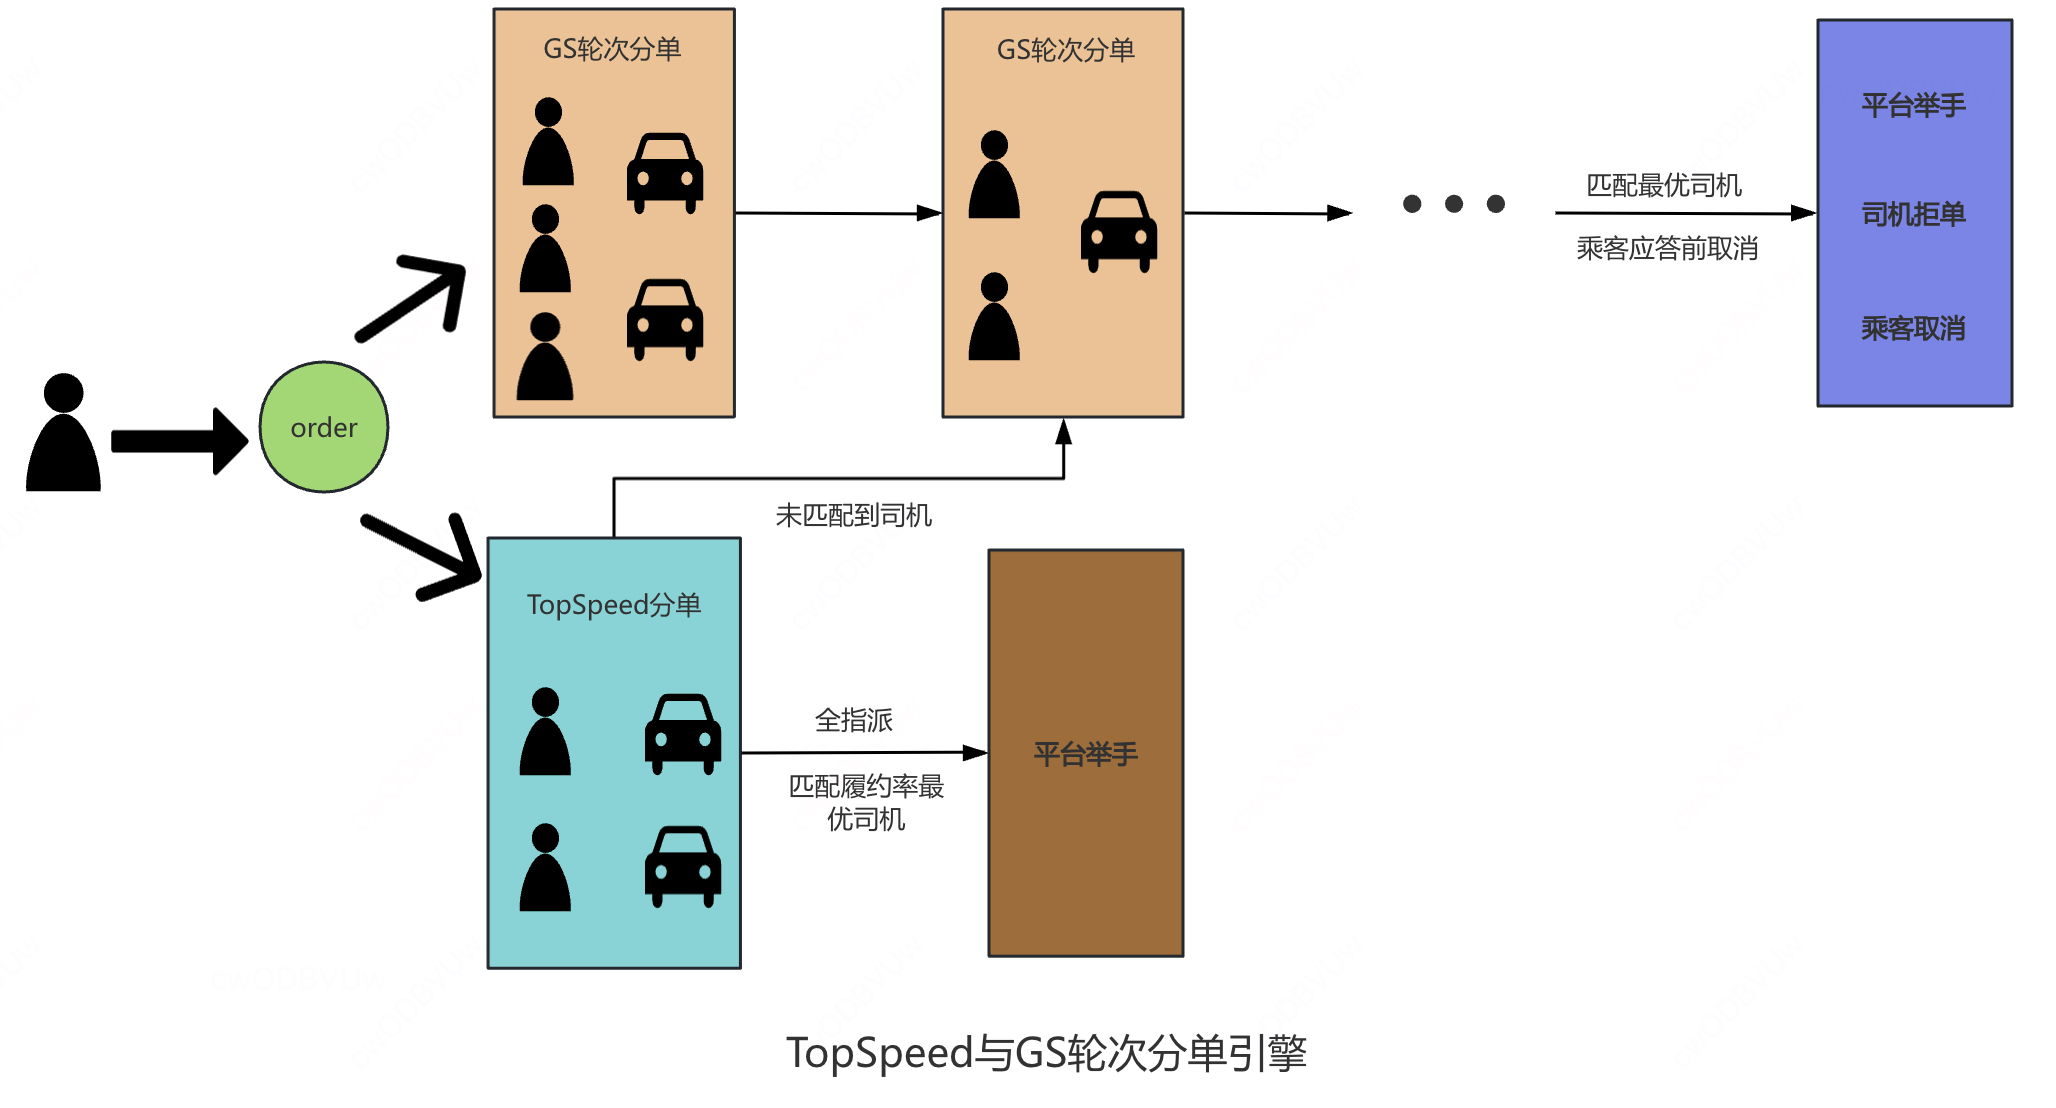 GS轮次分单
GS轮次分单
平台举手
司机拒单
乘客取消
匹配最优司机
乘客应答前取消
order
未匹配到司机
TopSpeed分单
全指派
匹配履约率最
优司机
平台举手
TopSpeed与GS轮次分单引擎